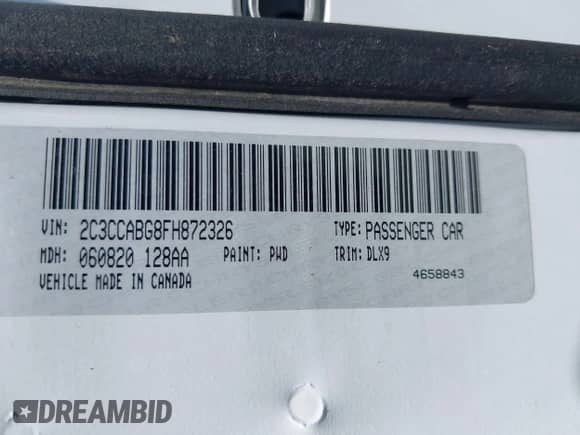 VIN: 2C3CCABG8FH872326 TYPE: PASSENGER CAR
MDH: 060820 128AA PAINT: PWD TRIM: DLX9
VEHICLE MADE IN CANADA 4658843
DREAMBID